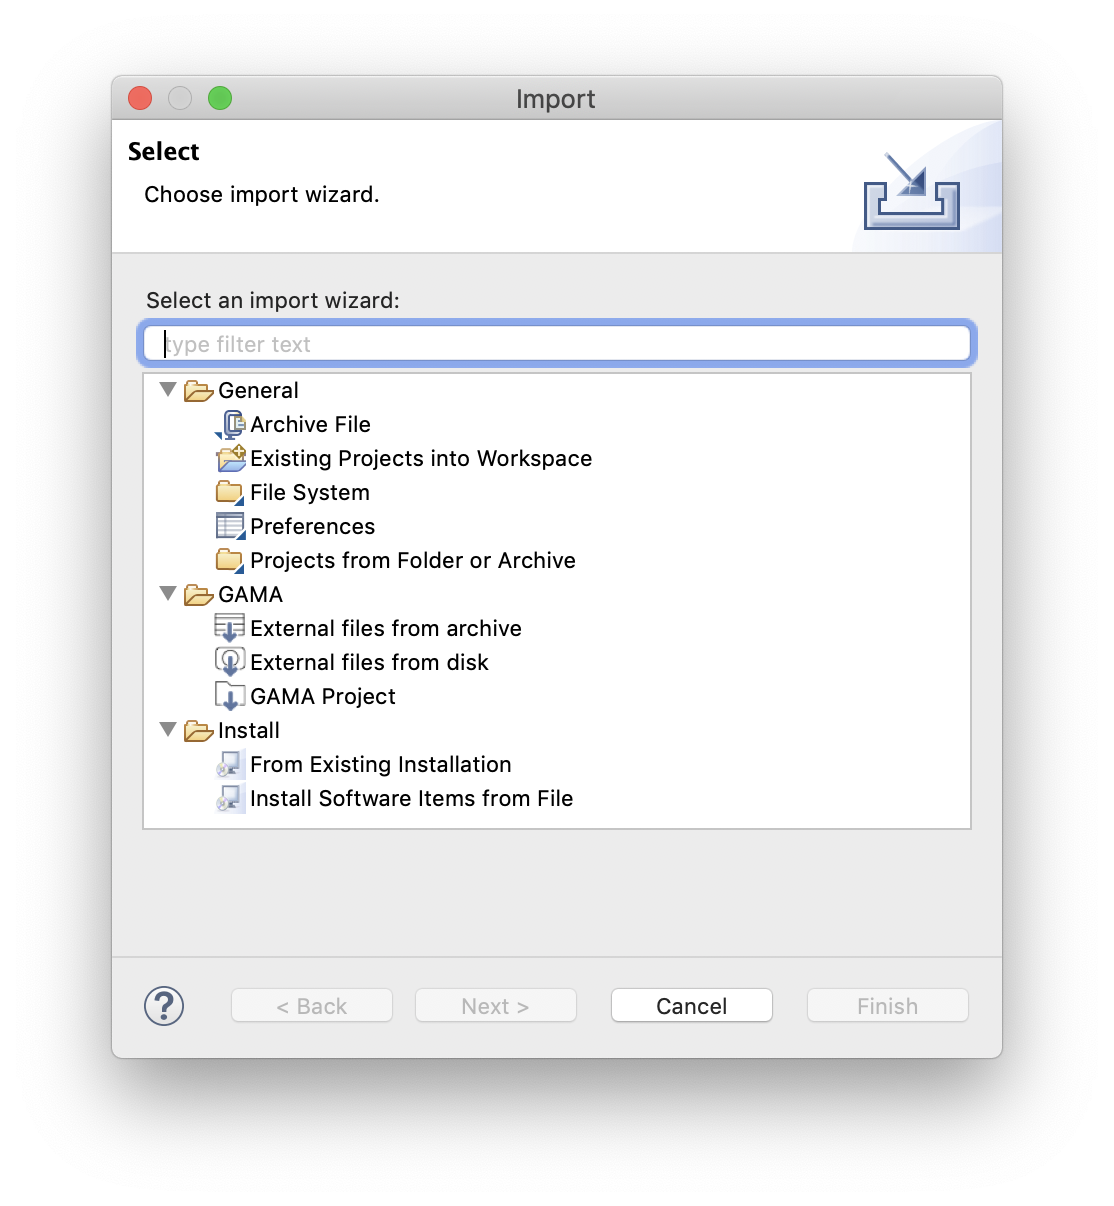 Import
Select
Choose import wizard.
Select an import wizard:
type filter text
General
Archive File
Existing Projects into Workspace
File System
Preferences
Projects from Folder or Archive
GAMA
External files from archive
External files from disk
GAMA Project
Install
From Existing Installation
Install Software Items from File
? < Back Next > Cancel Finish